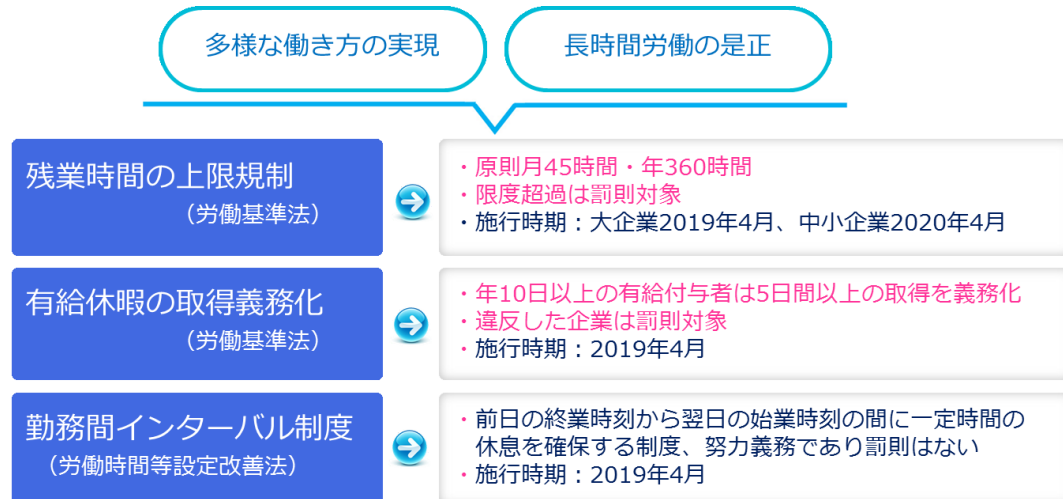 多様な働き方の実現
長時間労働の是正
残業時間の上限規制
（労働基準法）
・原則月45時間・年360時間
・限度超過は罰則対象
・施行時期：大企業2019年4月、中小企業2020年4月
有給休暇の取得義務化
（労働基準法）
・年10日以上の有給付与者は5日間以上の取得を義務化
・違反した企業は罰則対象
・施行時期：2019年4月
勤務間インターバル制度
（労働時間等設定改善法）
・前日の終業時刻から翌日の始業時刻の間に一定時間の
休息を確保する制度、努力義務であり罰則はない
・施行時期：2019年4月